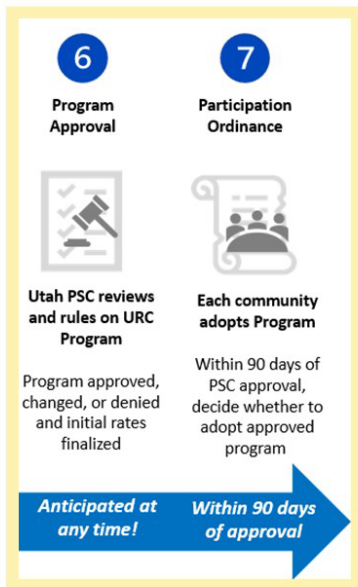 6
Program
Approval
Utah PSC reviews
and rules on URC
Program
Program approved,
changed, or denied
and initial rates
finalized
Anticipated at
any time!
7
Participation
Ordinance
Each community
adopts Program
Within 90 days of
PSC approval,
decide whether to
adopt approved
program
Within 90 days
of approval